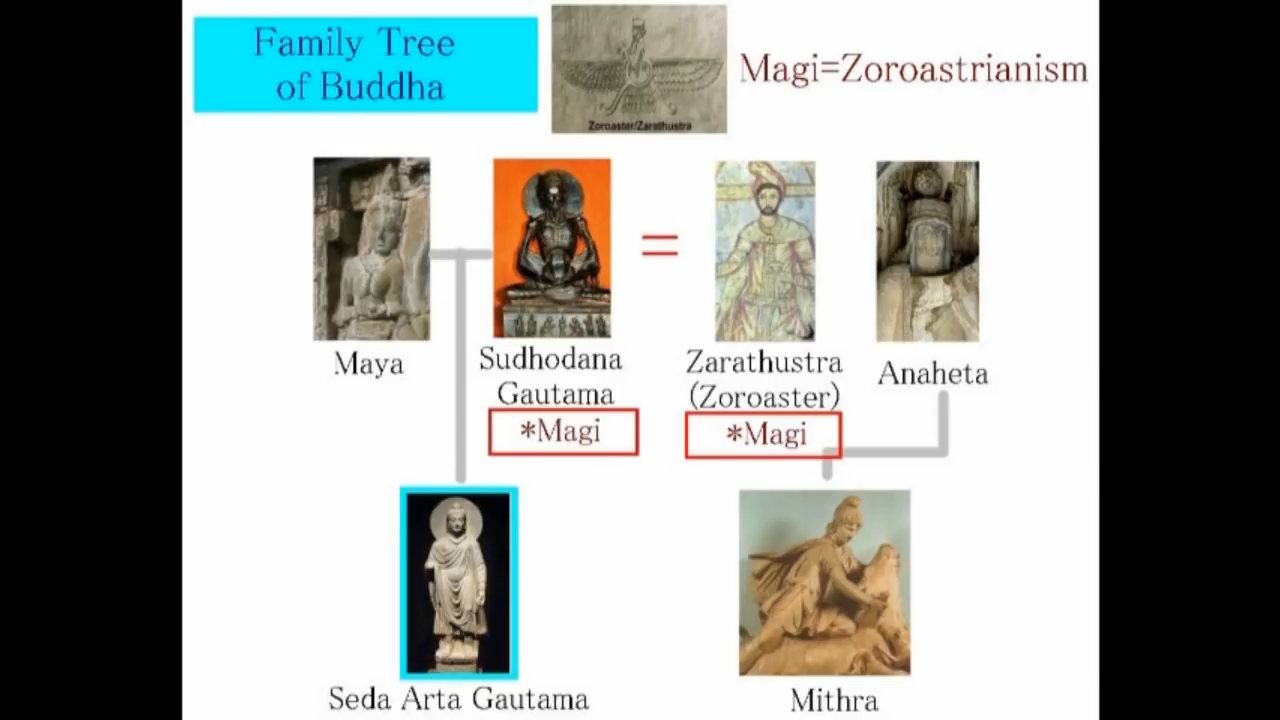 Family Tree
of Buddha
Zoroaster/Zarathustra
Magi=Zoroastrianism
Maya
Sudhodana
Gautama
*Magi
Zarathustra
(Zoroaster)
*Magi
Anaheta
Seda Arta Gautama
Mithra